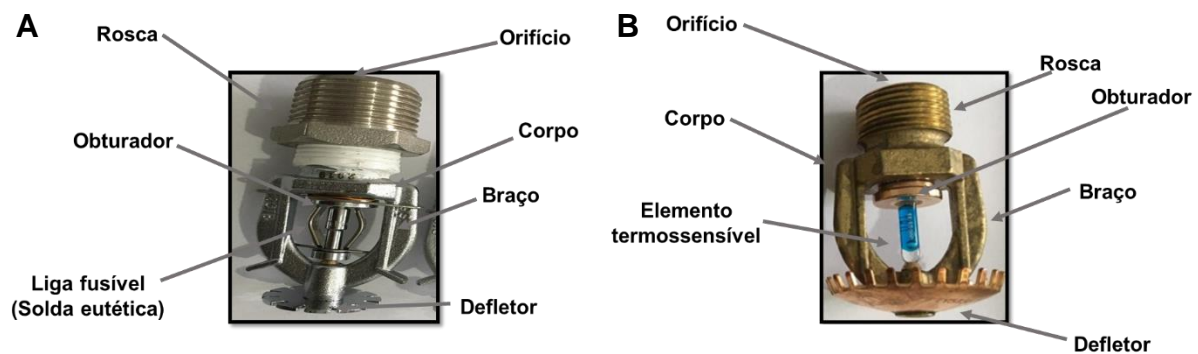 A
Rosca
Orifício
Obturador
Corpo
Braço
Liga fusível
(Solda eutética)
Defletor
B
Orifício
Rosca
Obturador
Corpo
Braço
Elemento
termossensível
Defletor